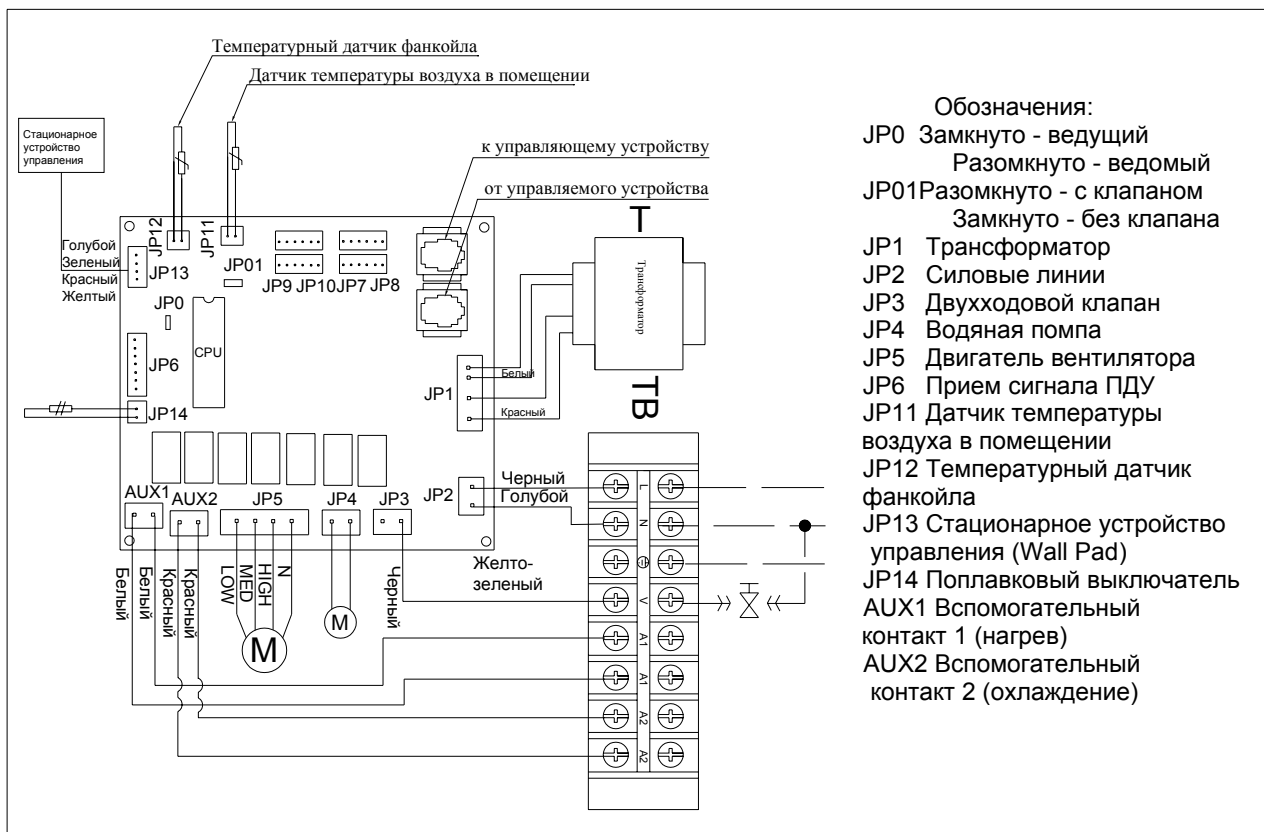 Температурный датчик фанкойла
Датчик температуры воздуха в помещении
Стационарное
устройство
управления
к управляющему устройству
от управляемого устройства
JP12
JP11
Голубой
Зеленый
Красный
Желтый
JP13
JP01
JP9 JP10 JP7 JP8
JP0
CPU
JP6
JP14
JP1
Белый
Красный
T
Трансформатор
TB
AUX1 AUX2 JP5 JP4 JP3 JP2
Черный
Голубой
Желто-
зеленый
Белый
Белый
Красный
Красный
LOW
MED
HIGH
N
Черный
M
M
L
N
V
A1
A1
A2
A2
Обозначения:
JP0 Замкнуто - ведущий
Разомкнуто - ведомый
JP01Разомкнуто - с клапаном
Замкнуто - без клапана
JP1 Трансформатор
JP2 Силовые линии
JP3 Двухходовой клапан
JP4 Водяная помпа
JP5 Двигатель вентилятора
JP6 Прием сигнала ПДУ
JP11 Датчик температуры
воздуха в помещении
JP12 Температурный датчик
фанкойла
JP13 Стационарное устройство
управления (Wall Pad)
JP14 Поплавковый выключатель
AUX1 Вспомогательный
контакт 1 (нагрев)
AUX2 Вспомогательный
контакт 2 (охлаждение)